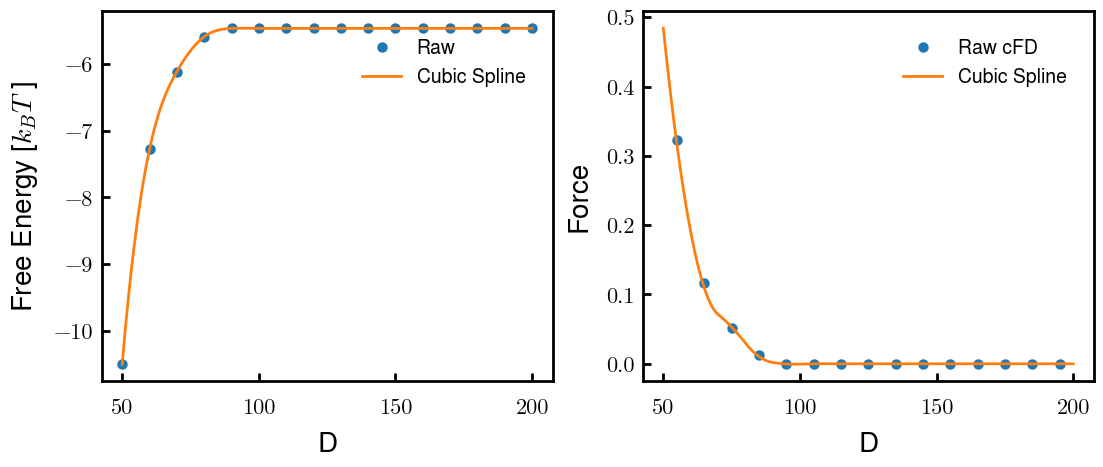 Free Energy [$k_BT$]
−6
−7
−8
−9
−10
50
100
150
200
D
Raw
Cubic Spline
Force
0.5
0.4
0.3
0.2
0.1
0.0
50
100
150
200
D
Raw cFD
Cubic Spline